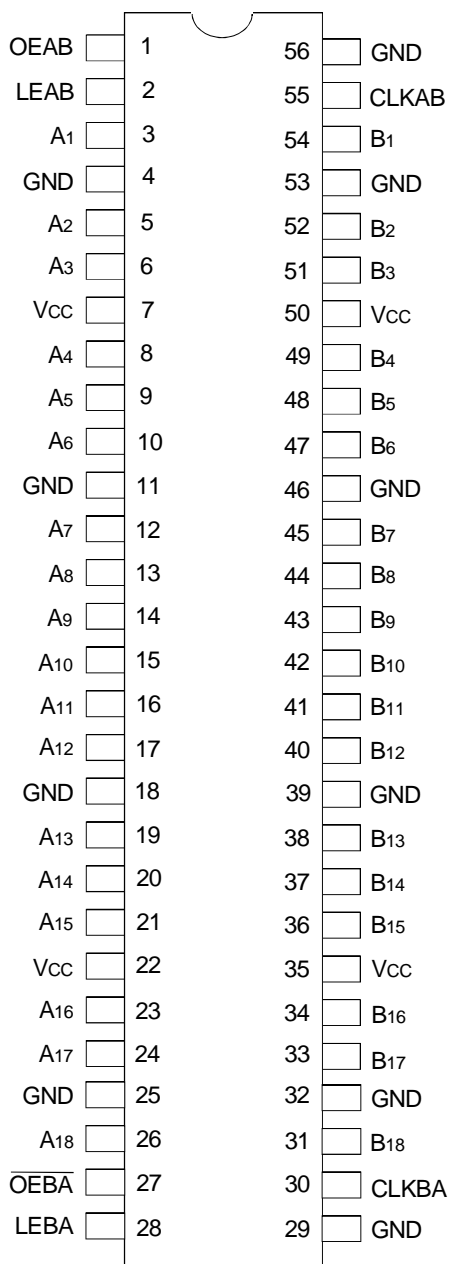 OEAB 1 56 GND
LEAB 2 55 CLKAB
A1 3 54 B1
GND 4 53 GND
A2 5 52 B2
A3 6 51 B3
VCC 7 50 VCC
A4 8 49 B4
A5 9 48 B5
A6 10 47 B6
GND 11 46 GND
A7 12 45 B7
A8 13 44 B8
A9 14 43 B9
A10 15 42 B10
A11 16 41 B11
A12 17 40 B12
GND 18 39 GND
A13 19 38 B13
A14 20 37 B14
A15 21 36 B15
VCC 22 35 VCC
A16 23 34 B16
A17 24 33 B17
GND 25 32 GND
A18 26 31 B18
O̅E̅B̅A̅ 27 30 CLKBA
LEBA 28 29 GND